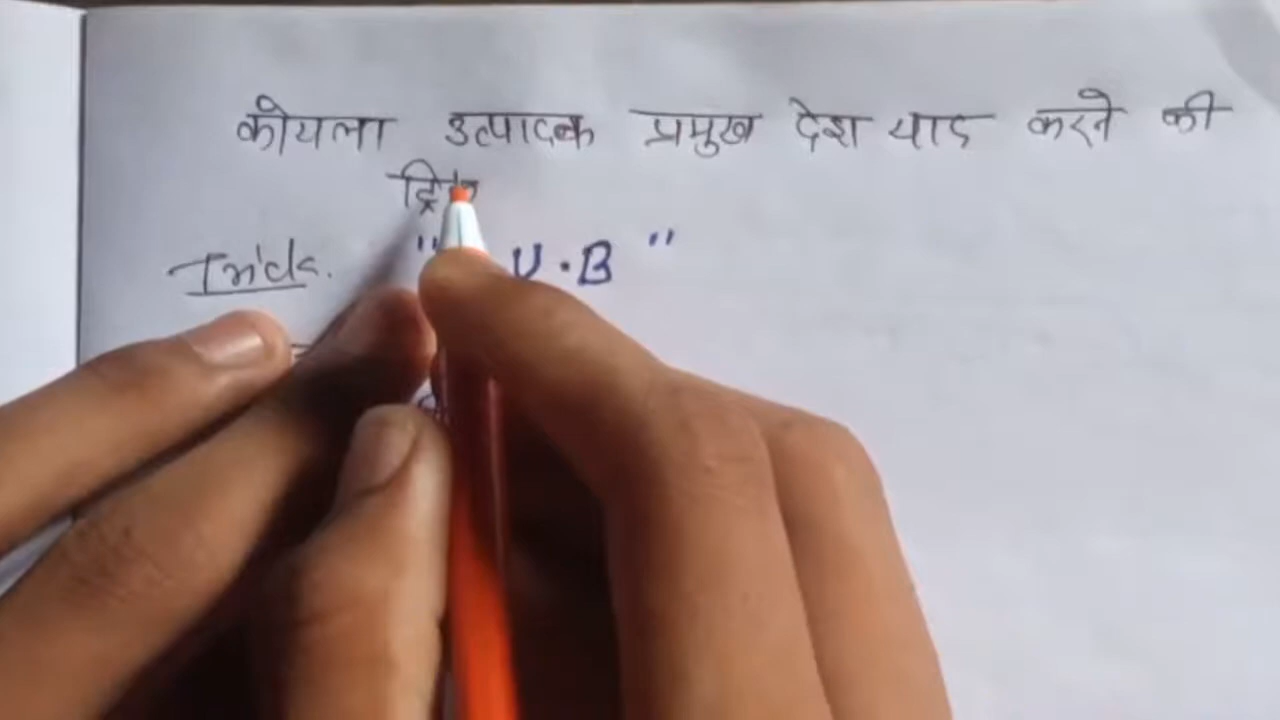 कोयला उत्पादक प्रमुख देश याद करने की
Trick. " U.B "